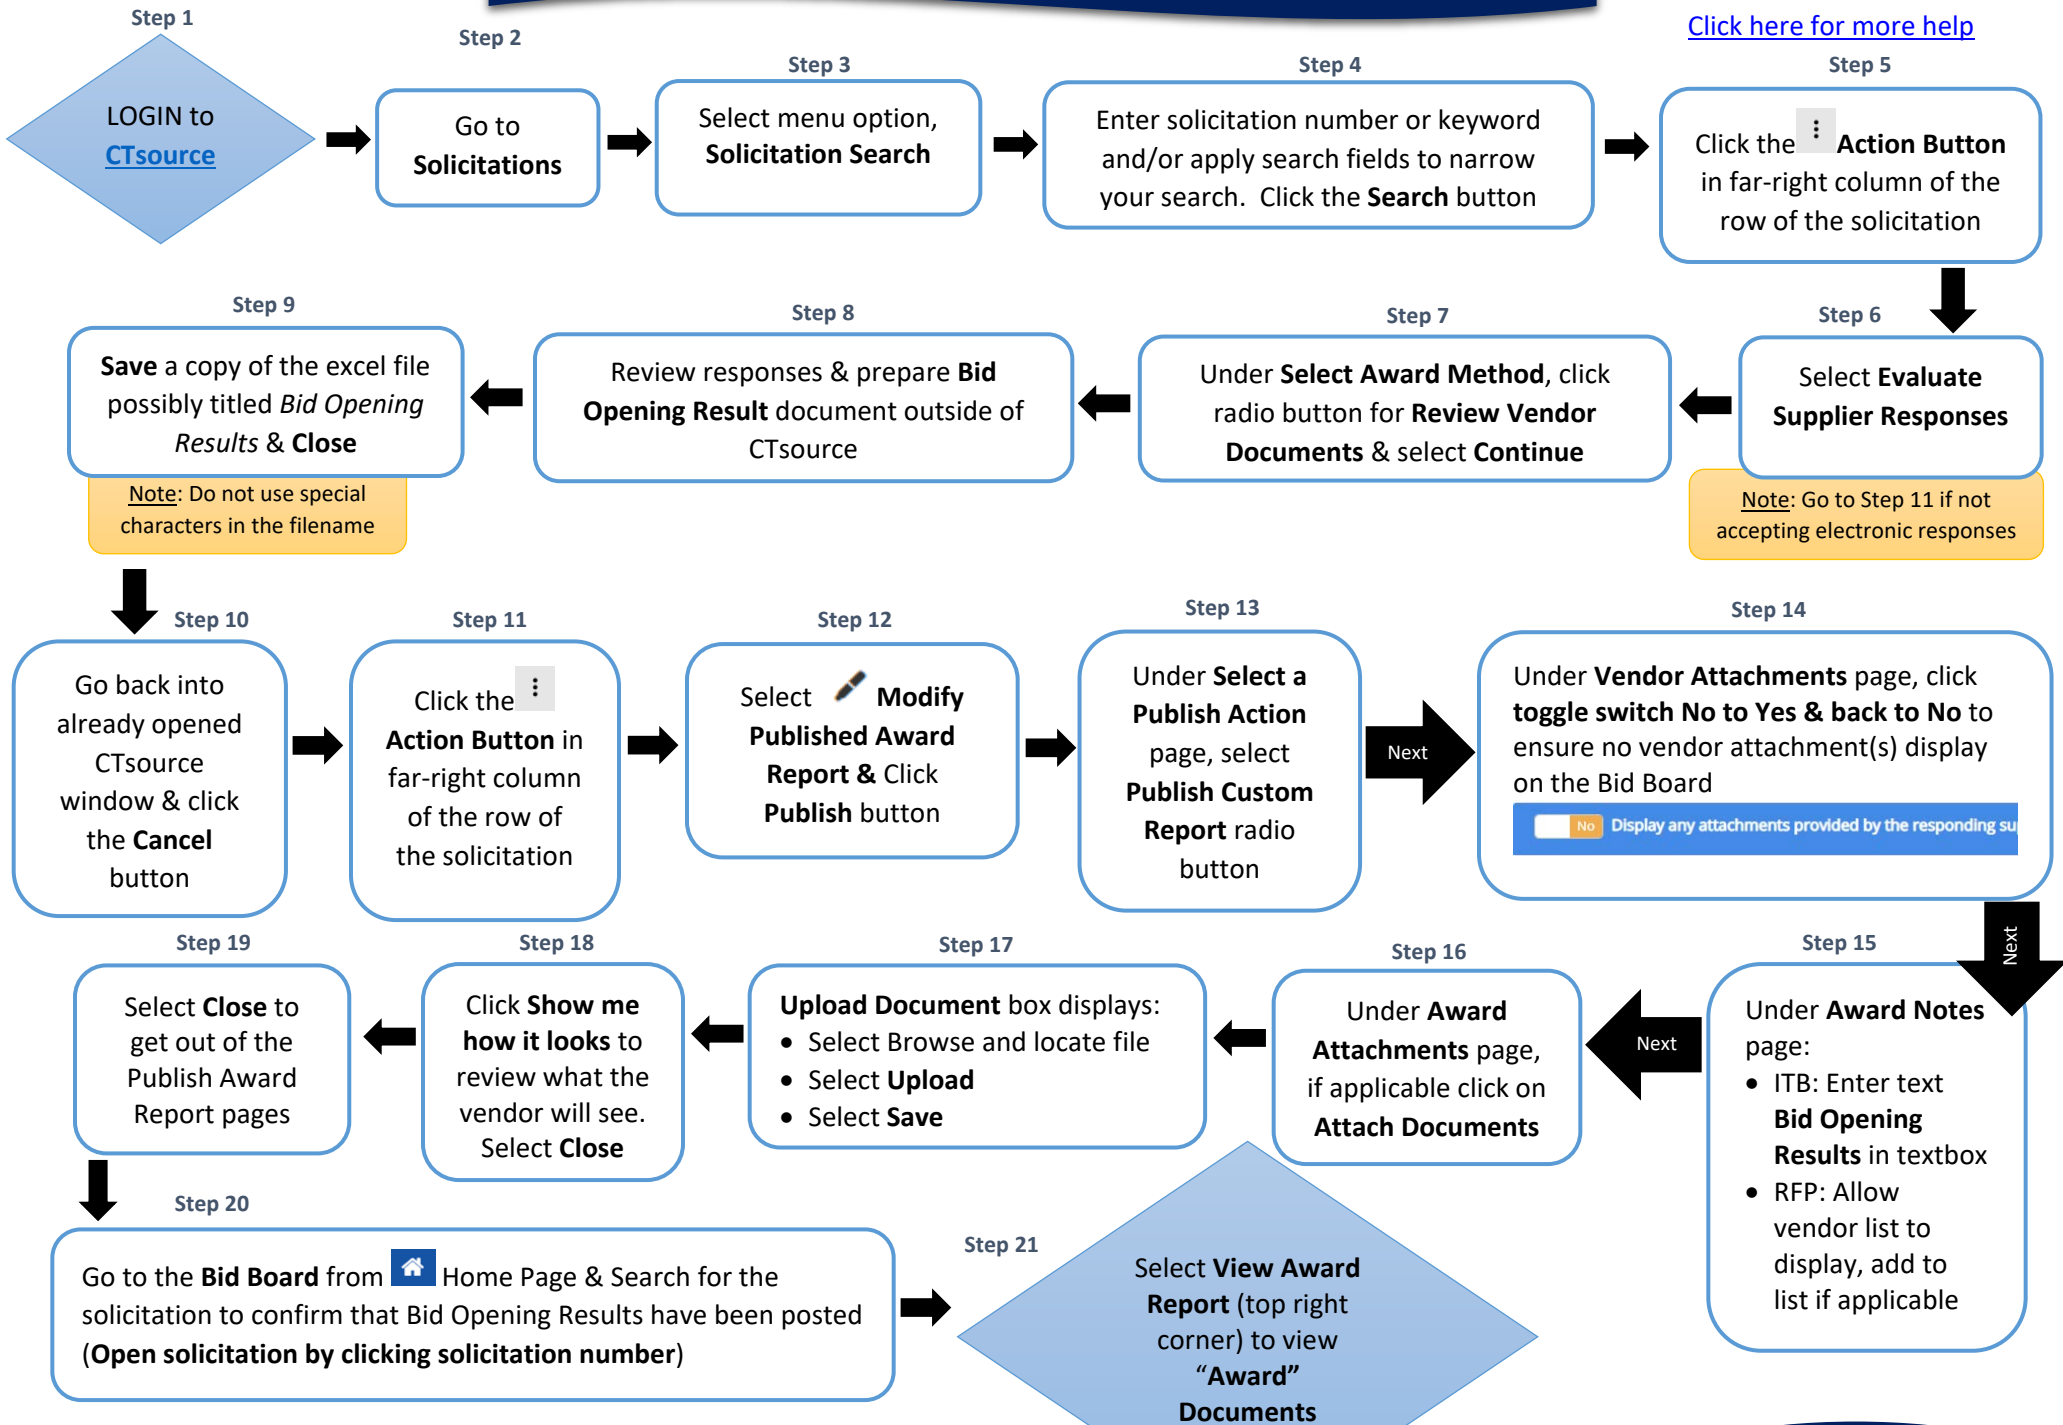 Click here for more help
Step 1
LOGIN to
CTsource
Step 2
Go to
Solicitations
Step 3
Select menu option,
Solicitation Search
Step 4
Enter solicitation number or keyword
and/or apply search fields to narrow
your search.  Click the Search button
Step 5
Click the Action Button
in far-right column of the
row of the solicitation
Step 6
Select Evaluate
Supplier Responses
Note: Go to Step 11 if not
accepting electronic responses
Step 7
Under Select Award Method, click
radio button for Review Vendor
Documents & select Continue
Step 8
Review responses & prepare Bid
Opening Result document outside of
CTsource
Step 9
Save a copy of the excel file
possibly titled Bid Opening
Results & Close
Note: Do not use special
characters in the filename
Step 10
Go back into
already opened
CTsource
window & click
the Cancel
button
Step 11
Click the
Action Button in
far-right column
of the row of
the solicitation
Step 12
Select Modify
Published Award
Report & Click
Publish button
Step 13
Under Select a
Publish Action
page, select
Publish Custom
Report radio
button
Next
Step 14
Under Vendor Attachments page, click
toggle switch No to Yes & back to No to
ensure no vendor attachment(s) display
on the Bid Board
No Display any attachments provided by the responding su
Next
Step 15
Under Award Notes
page:
• ITB: Enter text
Bid Opening
Results in textbox
• RFP: Allow
vendor list to
display, add to
list if applicable
Next
Step 16
Under Award
Attachments page,
if applicable click on
Attach Documents
Step 17
Upload Document box displays:
• Select Browse and locate file
• Select Upload
• Select Save
Step 18
Click Show me
how it looks to
review what the
vendor will see.
Select Close
Step 19
Select Close to
get out of the
Publish Award
Report pages
Step 20
Go to the Bid Board from Home Page & Search for the
solicitation to confirm that Bid Opening Results have been posted
(Open solicitation by clicking solicitation number)
Step 21
Select View Award
Report (top right
corner) to view
“Award”
Documents